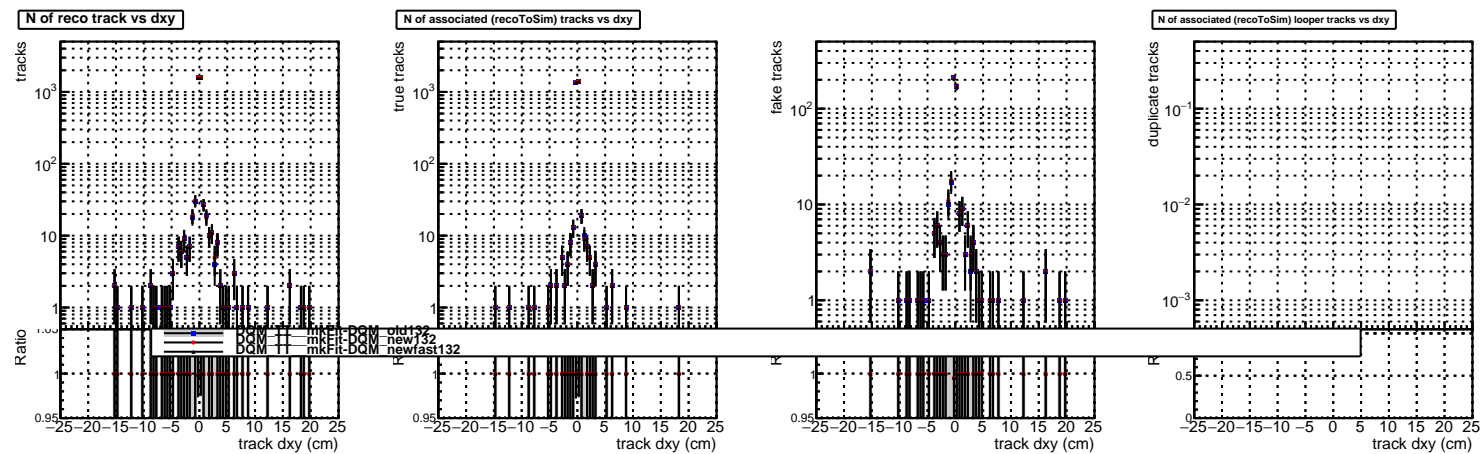 N of reco track vs dxy
N of associated (recoToSim) tracks vs dxy
N of associated (recoToSim) looper tracks vs dxy
tracks
10³
10²
10
1
true tracks
10³
10²
10
1
fake tracks
10²
10
1
duplicate tracks
10⁻¹
10⁻²
10⁻³
DQM_TT__mkFit-DQM_old132
DQM_TT__mkFit-DQM_new132
DQM_TT__mkFit-DQM_newfast132
Ratio
1
0.95
1
0.95
1
0.95
0.5
0
−25 −20 −15 −10 −5 0 5 10 15 20 25
track dxy (cm)
−25 −20 −15 −10 −5 0 5 10 15 20 25
track dxy (cm)
−25 −20 −15 −10 −5 0 5 10 15 20 25
track dxy (cm)
−25 −20 −15 −10 −5 0 5 10 15 20 25
track dxy (cm)